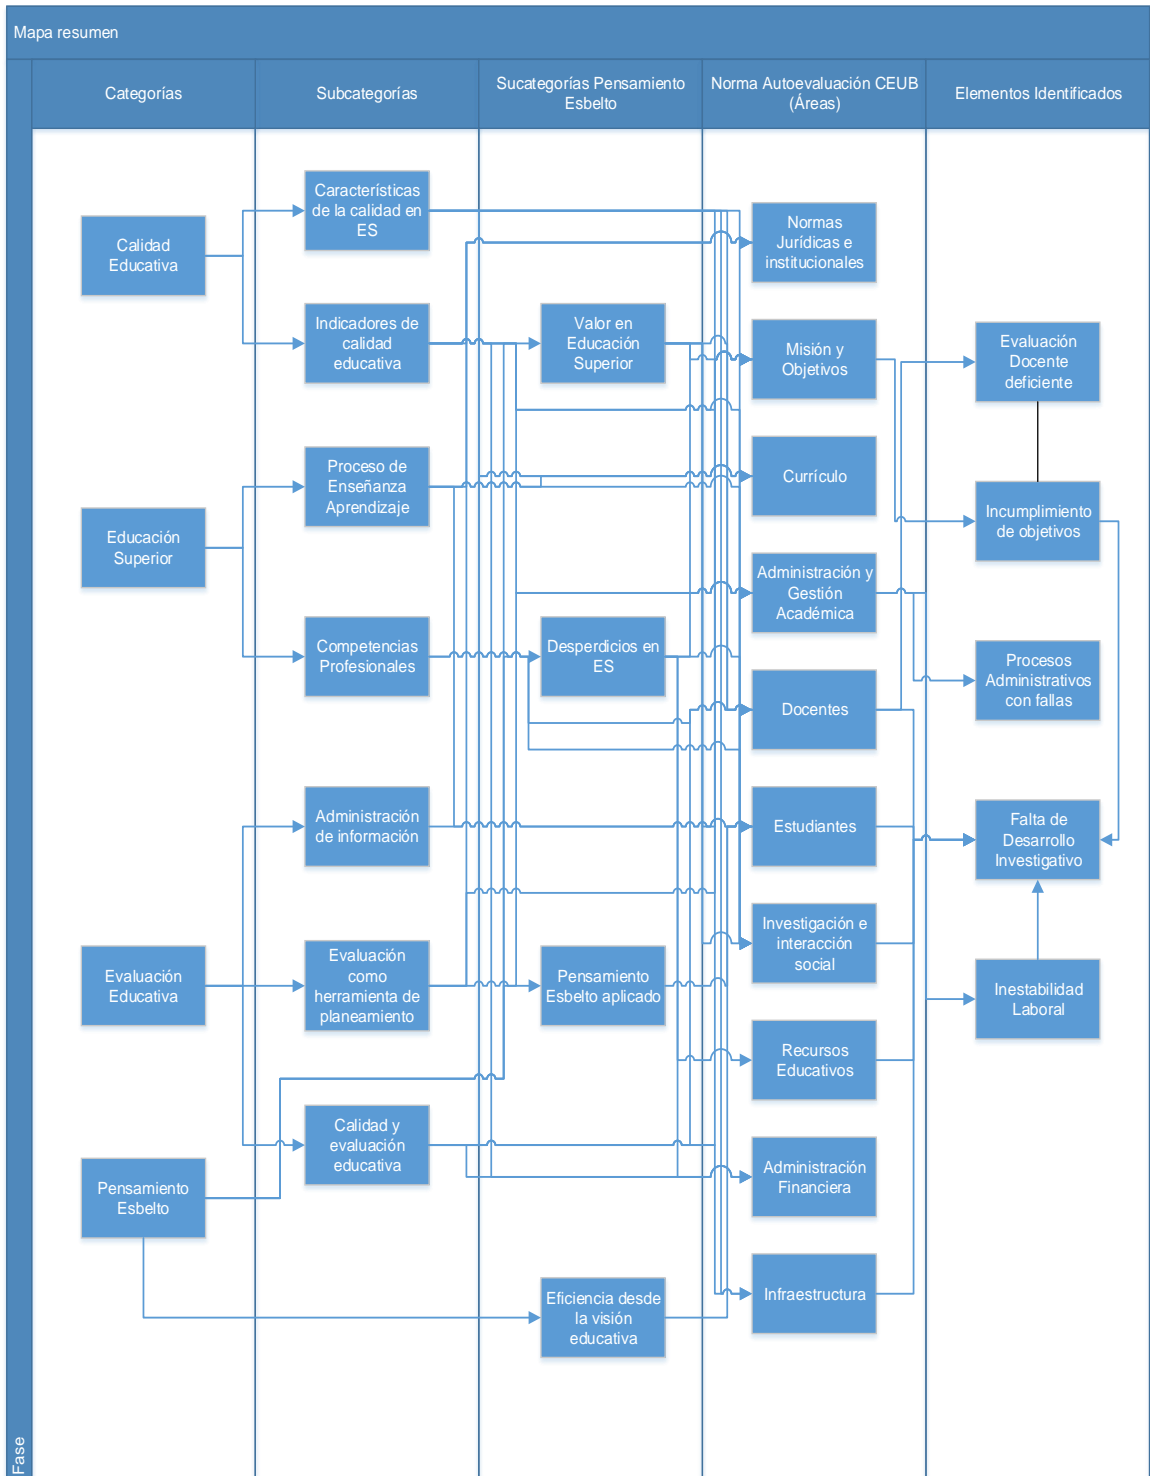 Mapa resumen
Categorías
Subcategorías
Sucategorías Pensamiento
Esbelto
Norma Autoevaluación CEUB
(Áreas)
Elementos Identificados
Calidad
Educativa
Educación
Superior
Evaluación
Educativa
Pensamiento
Esbelto
Características
de la calidad en
ES
Indicadores de
calidad
educativa
Proceso de
Enseñanza
Aprendizaje
Competencias
Profesionales
Administración
de información
Evaluación
como
herramienta de
planeamiento
Calidad y
evaluación
educativa
Valor en
Educación
Superior
Desperdicios en
ES
Pensamiento
Esbelto aplicado
Eficiencia desde
la visión
educativa
Normas
Jurídicas e
institucionales
Misión y
Objetivos
Currículo
Administración y
Gestión
Académica
Docentes
Estudiantes
Investigación e
interacción
social
Recursos
Educativos
Administración
Financiera
Infraestructura
Evaluación
Docente
deficiente
Incumplimiento
de objetivos
Procesos
Administrativos
con fallas
Falta de
Desarrollo
Investigativo
Inestabilidad
Laboral
Fase